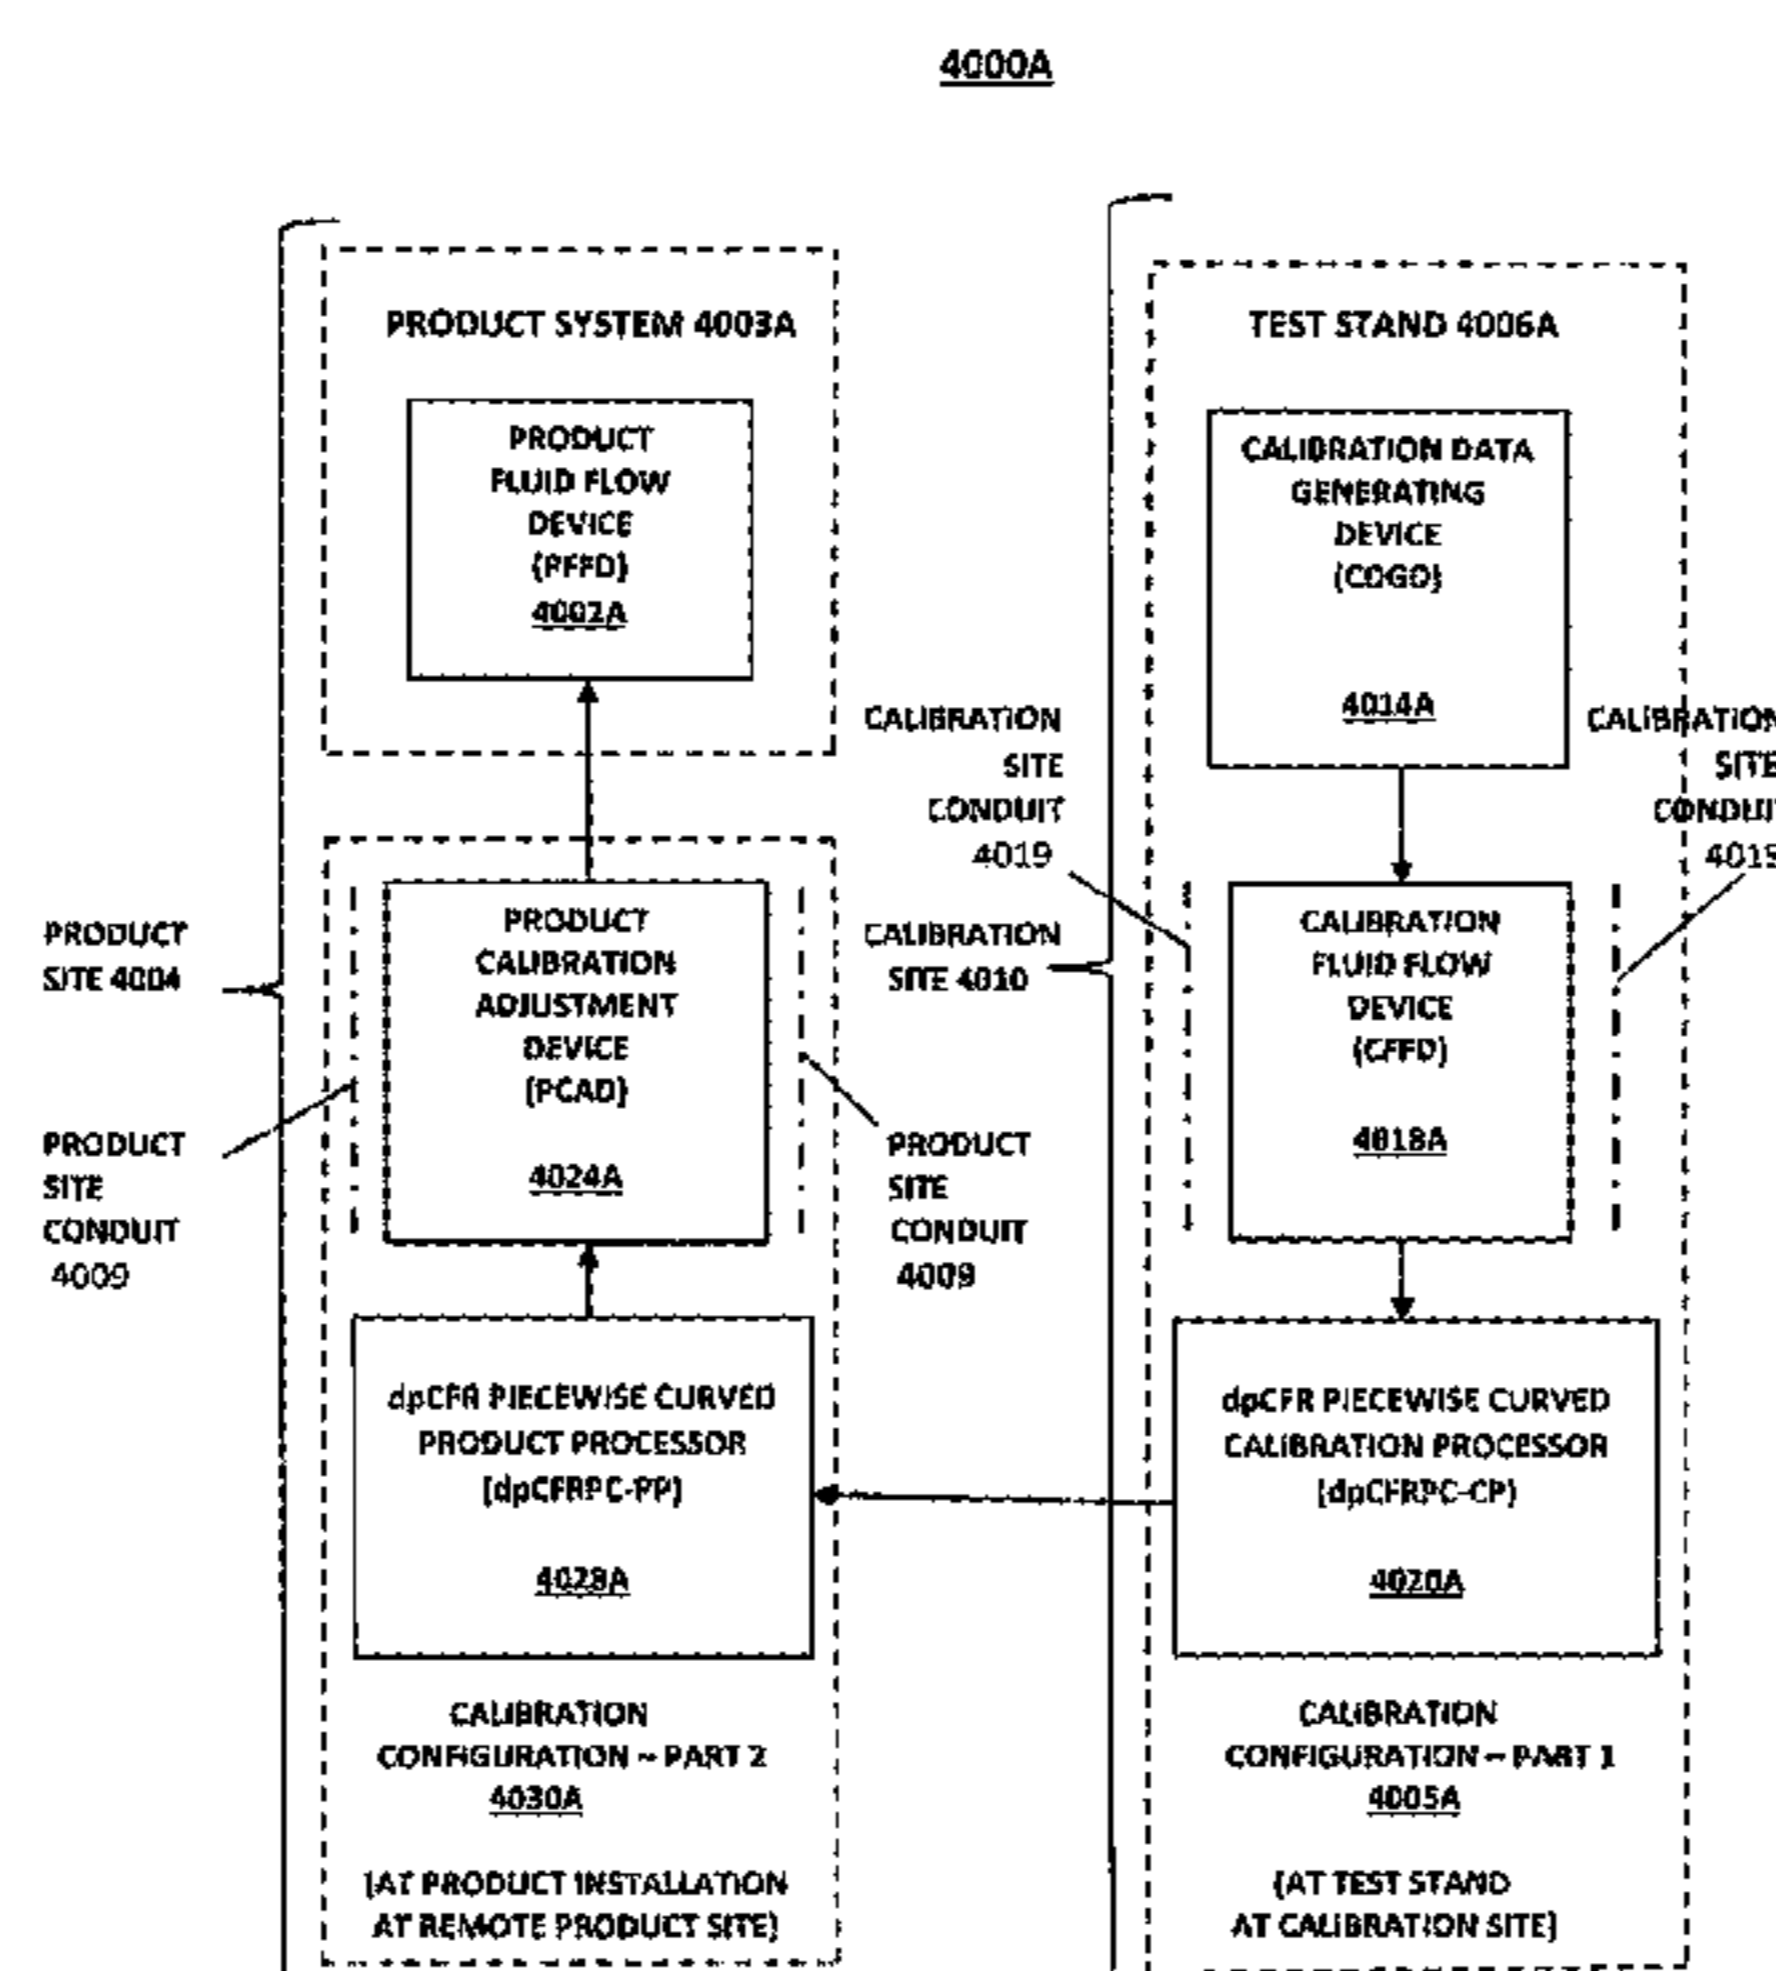 4000A
PRODUCT SYSTEM 4003A
PRODUCT
FLUID FLOW
DEVICE
(PFFD)
4002A
PRODUCT
SITE 4004
PRODUCT
SITE
CONDUIT
4009
PRODUCT
CALIBRATION
ADJUSTMENT
DEVICE
(PCAD)
4024A
PRODUCT
SITE
CONDUIT
4009
dpCFR PIECEWISE CURVED
PRODUCT PROCESSOR
(dpCFRPC-PP)
4028A
CALIBRATION
CONFIGURATION – PART 2
4030A
(AT PRODUCT INSTALLATION
AT REMOTE PRODUCT SITE)
TEST STAND 4006A
CALIBRATION DATA
GENERATING
DEVICE
(CDGD)
4014A
CALIBRATION
SITE
CONDUIT
4019
CALIBRATION
SITE 4010
CALIBRATION
FLUID FLOW
DEVICE
(CFFD)
4018A
CALIBRATION
SITE
CONDUIT
dpCFR PIECEWISE CURVED
CALIBRATION PROCESSOR
(dpCFRPC-CP)
4020A
CALIBRATION
CONFIGURATION – PART 1
4005A
(AT TEST STAND
AT CALIBRATION SITE)